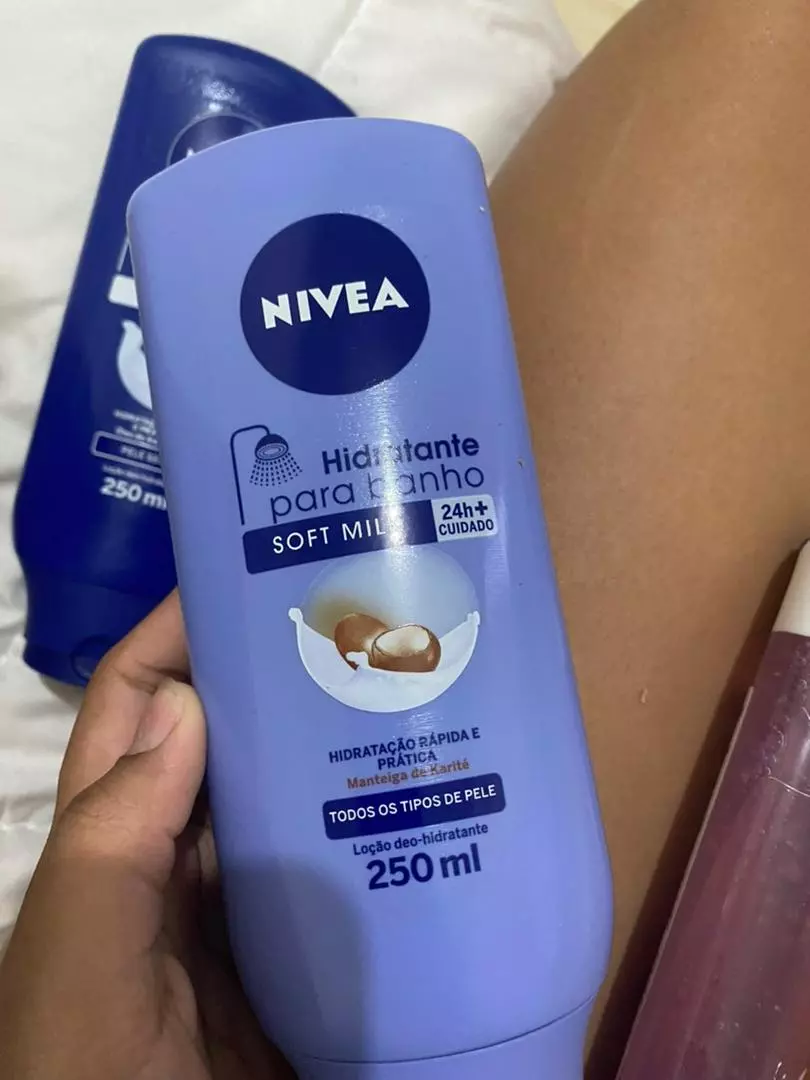 NIVEA
Hidratante
para banho
SOFT MILK
24h+
CUIDADO
HIDRATAÇÃO RÁPIDA E
PRÁTICA
Manteiga de Karité
TODOS OS TIPOS DE PELE
Loção deo-hidratante
250 ml
PELE
250 ml